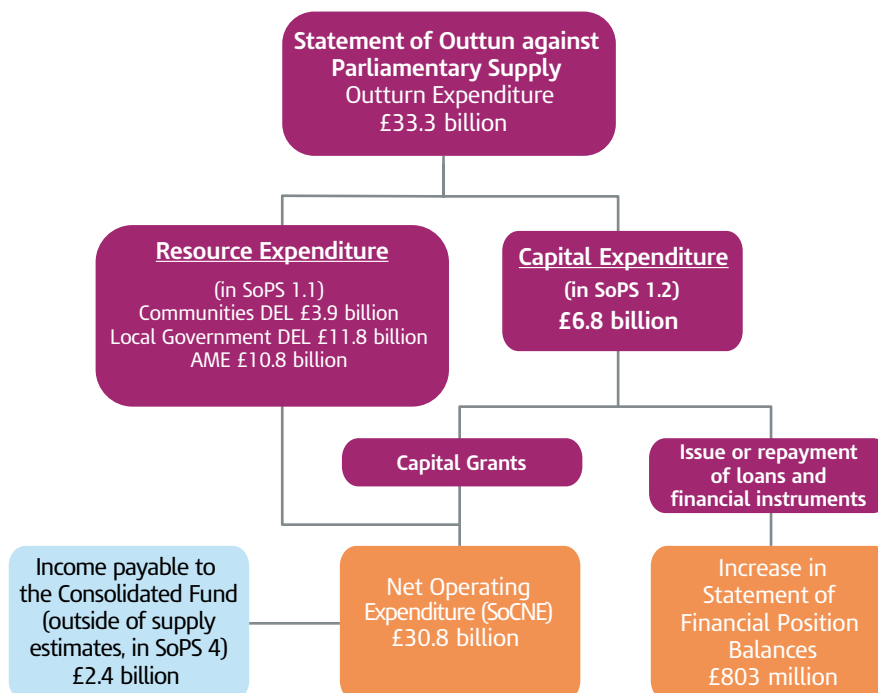 Statement of Outtun against
Parliamentary Supply
Outturn Expenditure
£33.3 billion
Resource Expenditure
(in SoPS 1.1)
Communities DEL £3.9 billion
Local Government DEL £11.8 billion
AME £10.8 billion
Capital Expenditure
(in SoPS 1.2)
£6.8 billion
Capital Grants
Issue or repayment
of loans and
financial instruments
Income payable to
the Consolidated Fund
(outside of supply
estimates, in SoPS 4)
£2.4 billion
Net Operating
Expenditure (SoCNE)
£30.8 billion
Increase in
Statement of
Financial Position
Balances
£803 million